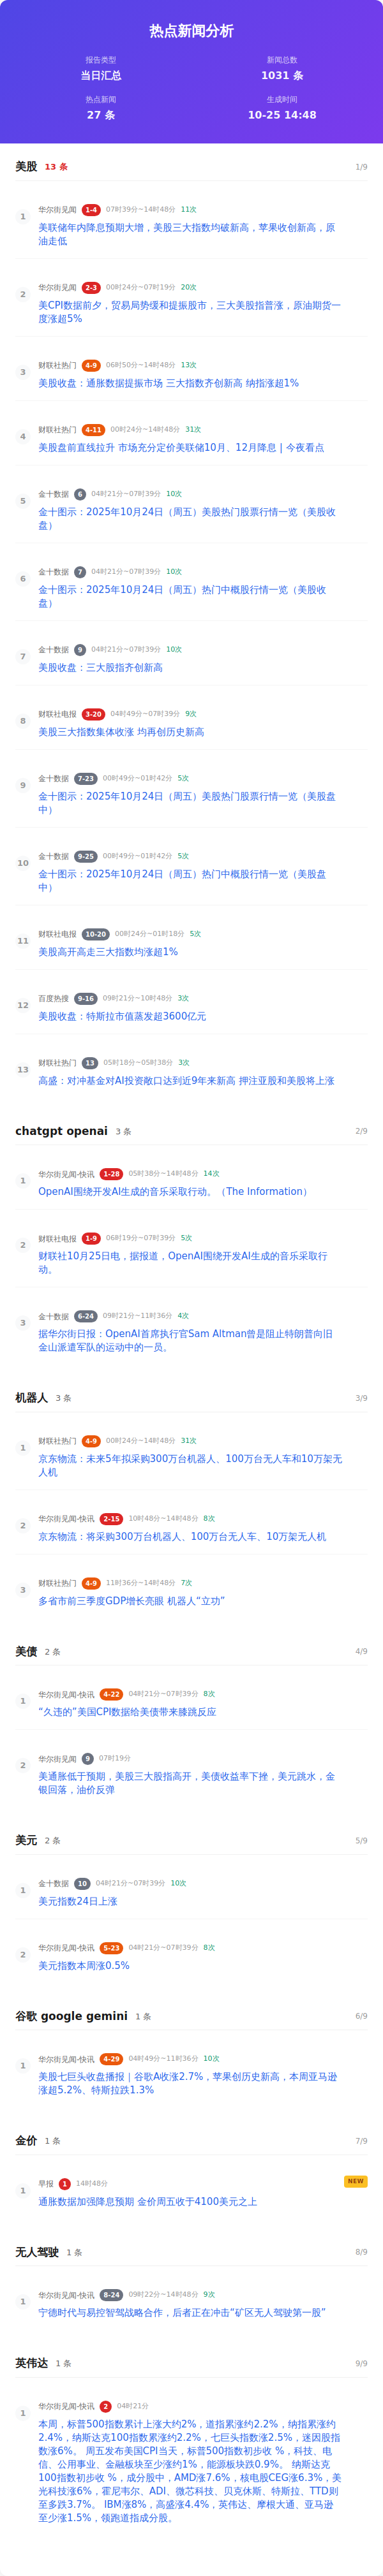 热点新闻分析
报告类型
当日汇总
新闻总数
1031 条
热点新闻
27 条
生成时间
10-25 14:48
美股 13 条 1/9
1
华尔街见闻 1-4 07时39分~14时48分 11次
美联储年内降息预期大增，美股三大指数均破新高，苹果收创新高，原
油走低
2
华尔街见闻 2-3 00时24分~07时19分 20次
美CPI数据前夕，贸易局势缓和提振股市，三大美股指普涨，原油期货一
度涨超5%
3
财联社热门 4-9 06时50分~14时48分 13次
美股收盘：通胀数据提振市场 三大指数齐创新高 纳指涨超1%
4
财联社热门 4-11 00时24分~14时48分 31次
美股盘前直线拉升 市场充分定价美联储10月、12月降息 | 今夜看点
5
金十数据 6 04时21分~07时39分 10次
金十图示：2025年10月24日（周五）美股热门股票行情一览（美股收
盘）
6
金十数据 7 04时21分~07时39分 10次
金十图示：2025年10月24日（周五）热门中概股行情一览（美股收
盘）
7
金十数据 9 04时21分~07时39分 10次
美股收盘：三大股指齐创新高
8
财联社电报 3-20 04时49分~07时39分 9次
美股三大指数集体收涨 均再创历史新高
9
金十数据 7-23 00时49分~01时42分 5次
金十图示：2025年10月24日（周五）美股热门股票行情一览（美股盘
中）
10
金十数据 9-25 00时49分~01时42分 5次
金十图示：2025年10月24日（周五）热门中概股行情一览（美股盘
中）
11
财联社电报 10-20 00时24分~01时18分 5次
美股高开高走三大指数均涨超1%
12
百度热搜 9-16 09时21分~10时48分 3次
美股收盘：特斯拉市值蒸发超3600亿元
13
财联社热门 13 05时18分~05时38分 3次
高盛：对冲基金对AI投资敞口达到近9年来新高 押注亚股和美股将上涨
chatgpt openai 3 条 2/9
1
华尔街见闻-快讯 1-28 05时38分~14时48分 14次
OpenAI围绕开发AI生成的音乐采取行动。（The Information）
2
财联社电报 1-9 06时19分~07时39分 5次
财联社10月25日电，据报道，OpenAI围绕开发AI生成的音乐采取行
动。
3
金十数据 6-24 09时21分~11时36分 4次
据华尔街日报：OpenAI首席执行官Sam Altman曾是阻止特朗普向旧
金山派遣军队的运动中的一员。
机器人 3 条 3/9
1
财联社热门 4-9 00时24分~14时48分 31次
京东物流：未来5年拟采购300万台机器人、100万台无人车和10万架无
人机
2
华尔街见闻-快讯 2-15 10时48分~14时48分 8次
京东物流：将采购300万台机器人、100万台无人车、10万架无人机
3
财联社热门 4-9 11时36分~14时48分 7次
多省市前三季度GDP增长亮眼 机器人“立功”
美债 2 条 4/9
1
华尔街见闻-快讯 4-22 04时21分~07时39分 8次
“久违的”美国CPI数据给美债带来膝跳反应
2
华尔街见闻 9 07时19分
美通胀低于预期，美股三大股指高开，美债收益率下挫，美元跳水，金
银回落，油价反弹
美元 2 条 5/9
1
金十数据 10 04时21分~07时39分 10次
美元指数24日上涨
2
华尔街见闻-快讯 5-23 04时21分~07时39分 8次
美元指数本周涨0.5%
谷歌 google gemini 1 条 6/9
1
华尔街见闻-快讯 4-29 04时49分~11时36分 10次
美股七巨头收盘播报｜谷歌A收涨2.7%，苹果创历史新高，本周亚马逊
涨超5.2%、特斯拉跌1.3%
金价 1 条 7/9
1
早报 1 14时48分 NEW
通胀数据加强降息预期 金价周五收于4100美元之上
无人驾驶 1 条 8/9
1
华尔街见闻-快讯 8-24 09时22分~14时48分 9次
宁德时代与易控智驾战略合作，后者正在冲击“矿区无人驾驶第一股”
英伟达 1 条 9/9
1
华尔街见闻-快讯 2 04时21分
本周，标普500指数累计上涨大约2%，道指累涨约2.2%，纳指累涨约
2.4%，纳斯达克100指数累涨约2.2%，七巨头指数涨2.5%，迷因股指
数涨6%。 周五发布美国CPI当天，标普500指数初步收 %，科技、电
信、公用事业、金融板块至少涨约1%，能源板块跌0.9%。 纳斯达克
100指数初步收 %，成分股中，AMD涨7.6%，核电股CEG涨6.3%，美
光科技涨6%，霍尼韦尔、ADI、微芯科技、贝克休斯、特斯拉、TTD则
至多跌3.7%。 IBM涨8%，高盛涨4.4%，英伟达、摩根大通、亚马逊
至少涨1.5%，领跑道指成分股。